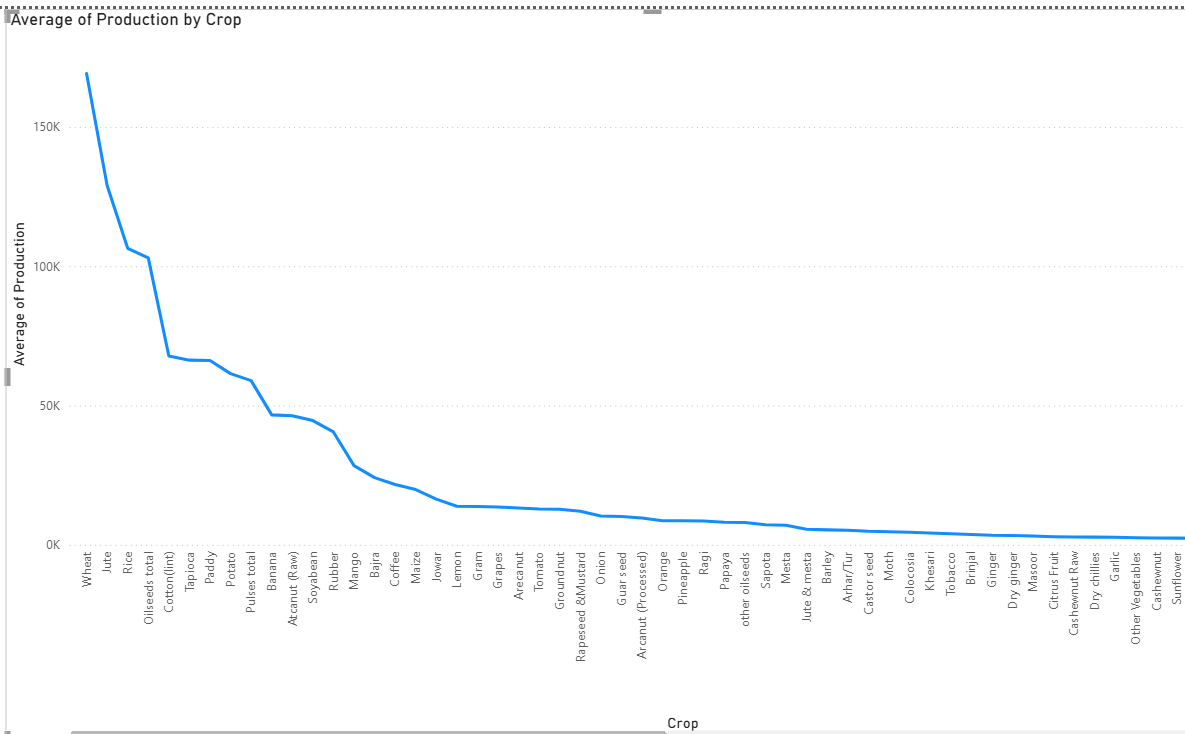 Average of Production by Crop
Average of Production
150K
100K
50K
0K
Wheat
Jute
Rice
Oilseeds total
Cotton(lint)
Tapioca
Paddy
Potato
Pulses total
Banana
Atcanut (Raw)
Soyabean
Rubber
Mango
Bajra
Coffee
Maize
Jowar
Lemon
Gram
Grapes
Arecanut
Tomato
Groundnut
Rapeseed &Mustard
Onion
Guar seed
Arcanut (Processed)
Orange
Pineapple
Ragi
Papaya
other oilseeds
Sapota
Mesta
Jute & mesta
Barley
Arhar/Tur
Castor seed
Moth
Colocosia
Khesari
Tobacco
Brinjal
Ginger
Dry ginger
Masoor
Citrus Fruit
Cashewnut Raw
Dry chillies
Garlic
Other Vegetables
Cashewnut
Sunflower
Crop